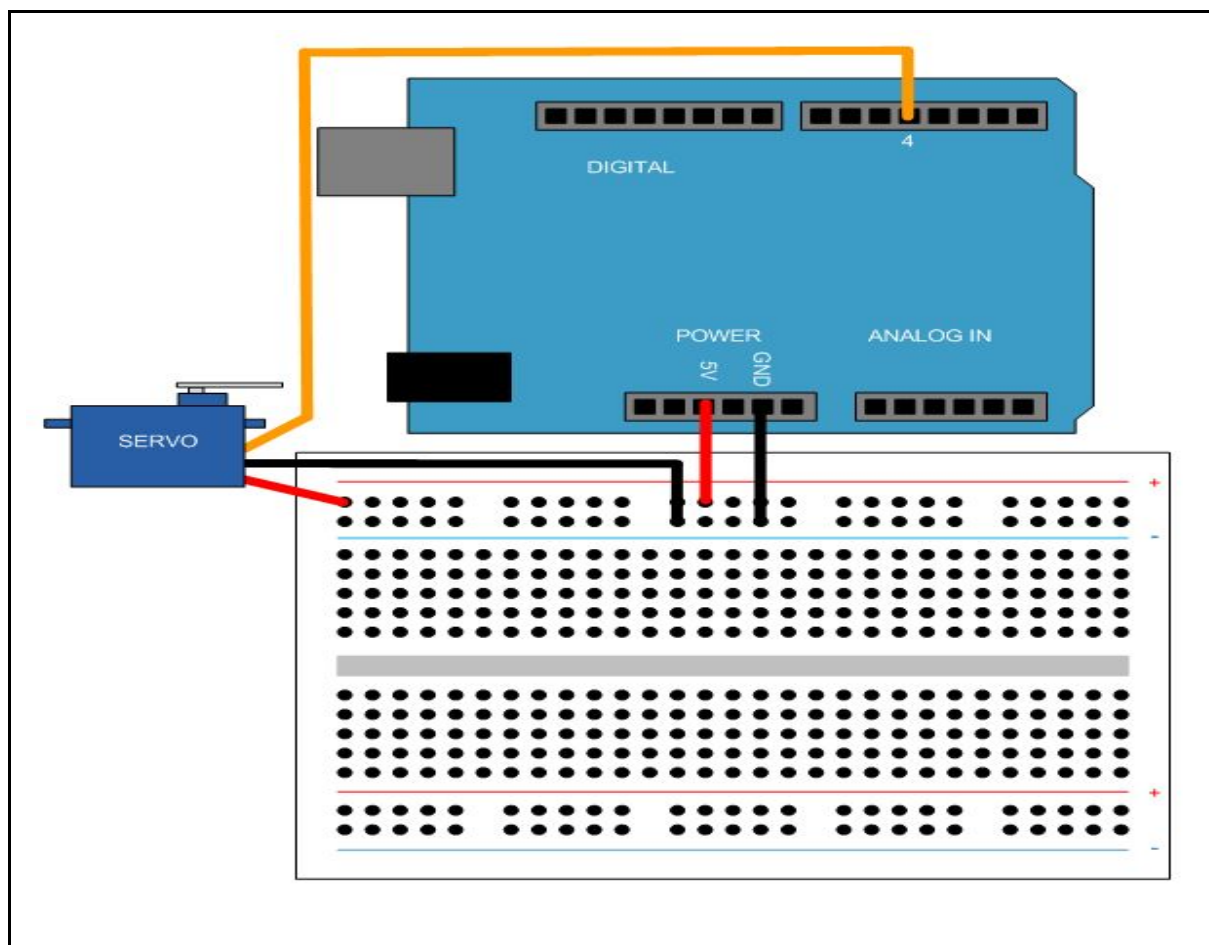 4
DIGITAL
POWER
ANALOG IN
5V
GND
SERVO
+
-
+
-